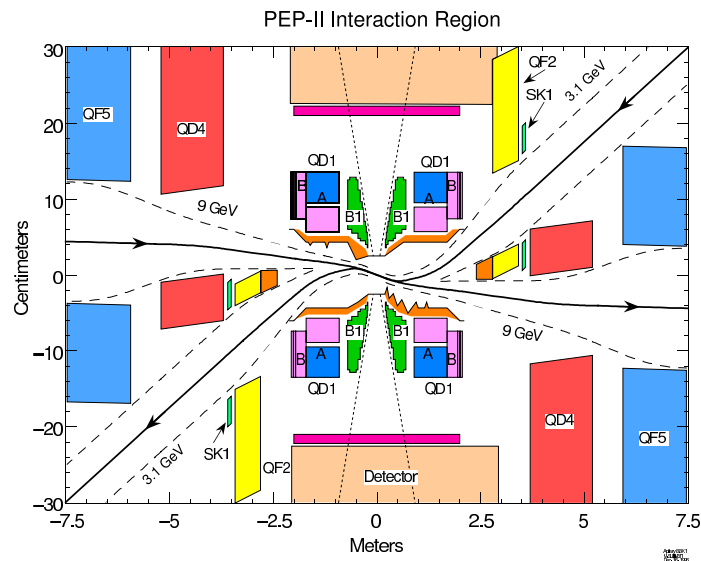 PEP-II Interaction Region
30
20
10
0
−10
−20
−30
Centimeters
−7.5
−5
−2.5
0
2.5
5
7.5
Meters
QF5
QD4
QF2
SK1
3.1 GeV
QD1
QD1
B
A
B1
B1
9 GeV
B1
B1
A
A
B
B
QD1
QD1
9 GeV
3.1 GeV
SK1
QF2
Detector
QD4
QF5